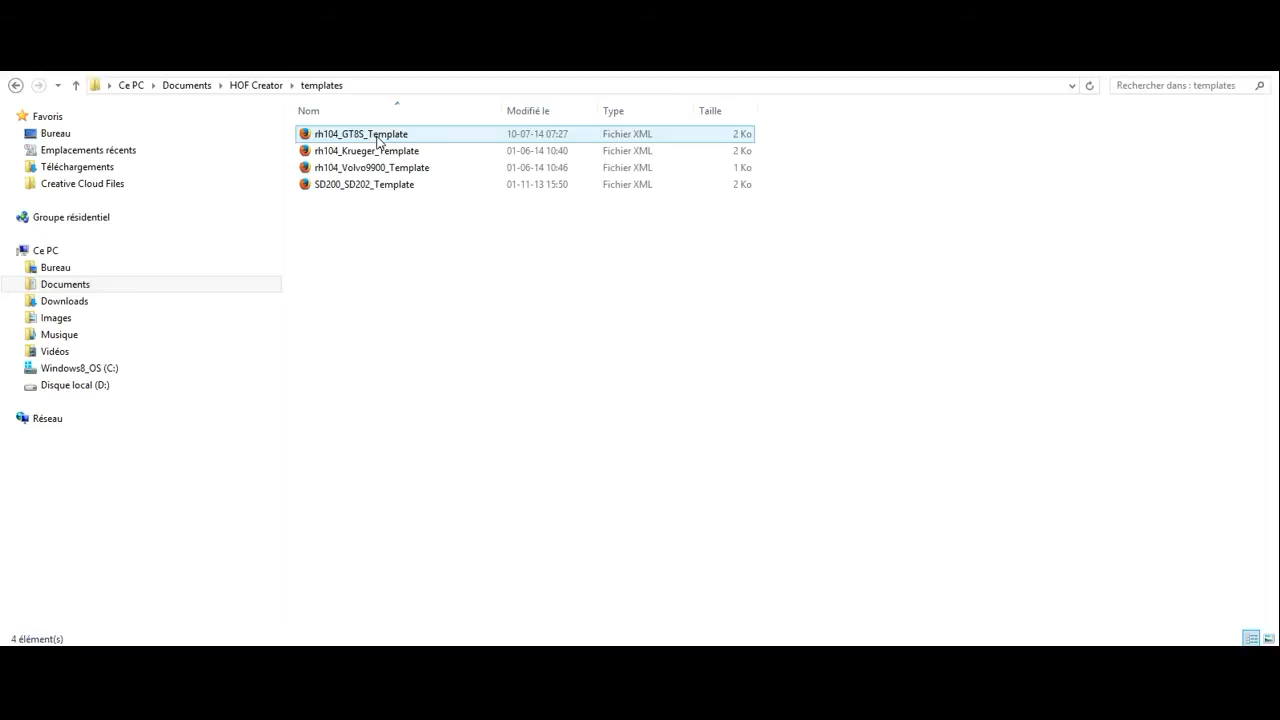 Ce PC Documents HOF Creator templates Rechercher dans : templates
Nom Modifié le Type Taille
Favoris
Bureau
Emplacements récents
Téléchargements
Creative Cloud Files
Groupe résidentiel
Ce PC
Bureau
Documents
Downloads
Images
Musique
Vidéos
Windows8_OS (C:)
Disque local (D:)
Réseau
rh104_GT8S_Template 10-07-14 07:27 Fichier XML 2 Ko
rh104_Krueger_Template 01-06-14 10:40 Fichier XML 2 Ko
rh104_Volvo9900_Template 01-06-14 10:46 Fichier XML 1 Ko
SD200_SD202_Template 01-11-13 15:50 Fichier XML 2 Ko
4 élément(s)